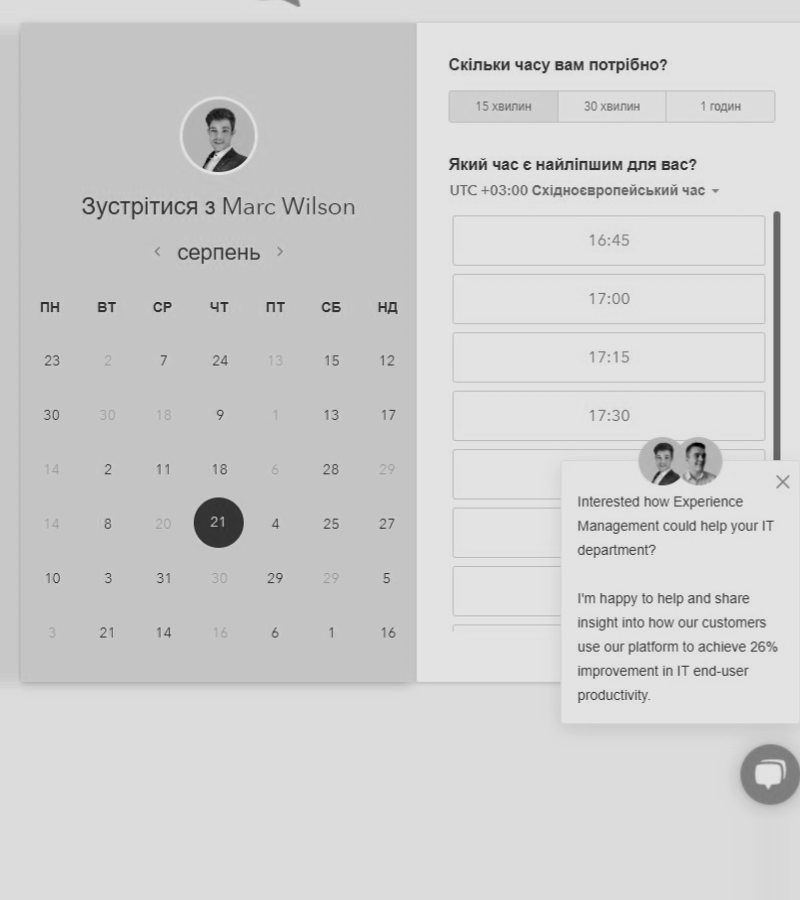 Зустрітися з Marc Wilson
серпень
ПН ВТ СР ЧТ ПТ СБ НД
23 2 7 24 13 15 12
30 30 18 9 1 13 17
14 2 11 18 6 28 29
14 8 20 21 4 25 27
10 3 31 30 29 29 5
3 21 14 16 6 1 16
Скільки часу вам потрібно?
15 хвилин 30 хвилин 1 годин
Який час є найліпшим для вас?
UTC +03:00 Східноєвропейський час
16:45
17:00
17:15
17:30
Interested how Experience
Management could help your IT
department?
I'm happy to help and share
insight into how our customers
use our platform to achieve 26%
improvement in IT end-user
productivity.